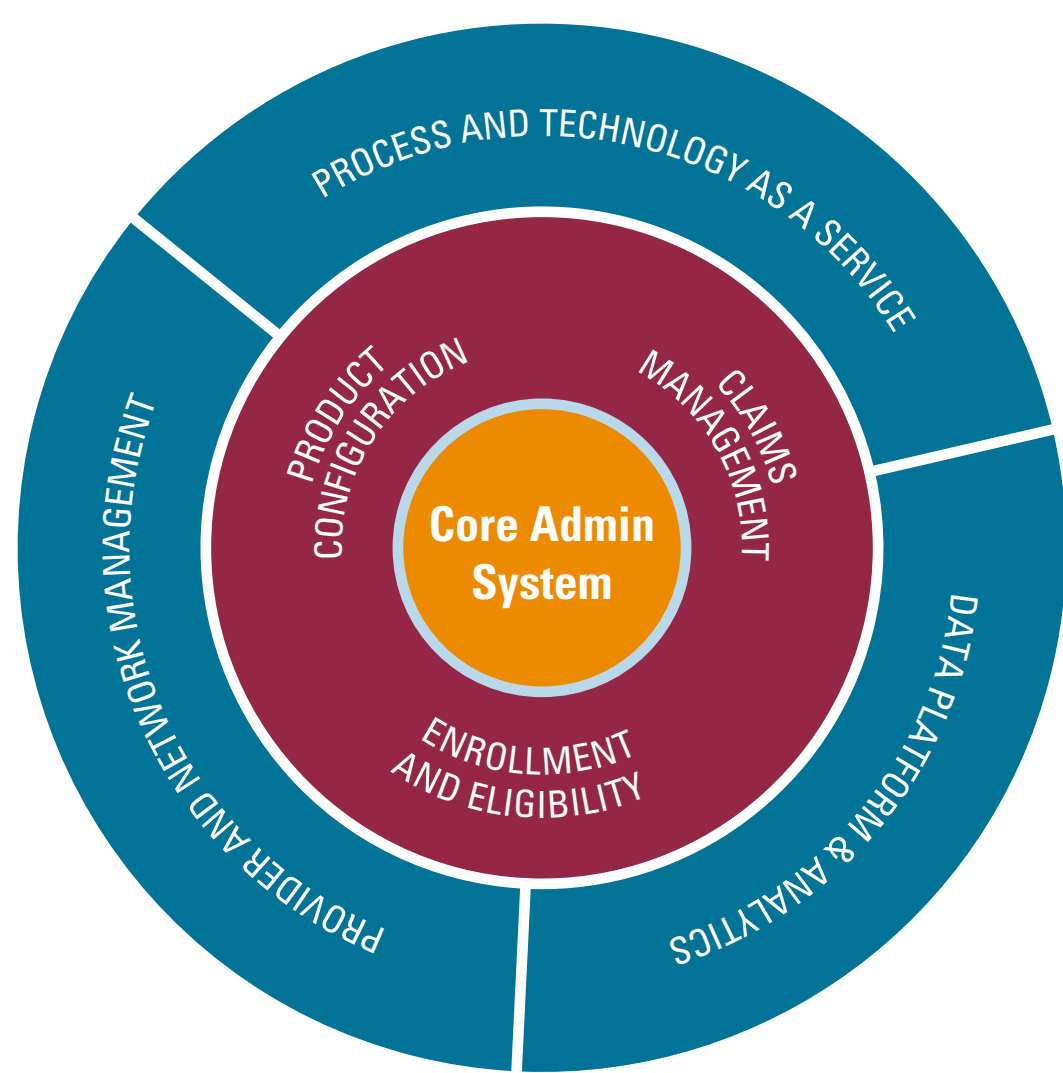 PROCESS AND TECHNOLOGY AS A SERVICE
PRODUCT
CONFIGURATION
CLAIMS
MANAGEMENT
Core Admin
System
ENROLLMENT
AND ELIGIBILITY
PROVIDER AND NETWORK MANAGEMENT
DATA PLATFORM & ANALYTICS